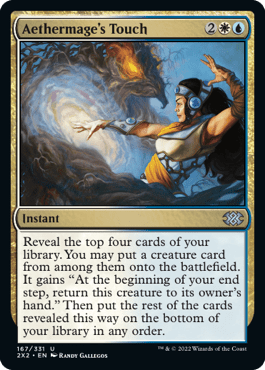 Aethermage's Touch 2
Instant
Reveal the top four cards of your
library. You may put a creature card
from among them onto the battlefield.
It gains “At the beginning of your end
step, return this creature to its owner's
hand.” Then put the rest of the cards
revealed this way on the bottom of
your library in any order.
167/331 U
2X2 • EN Randy Gallegos
™ & © 2022 Wizards of the Coast